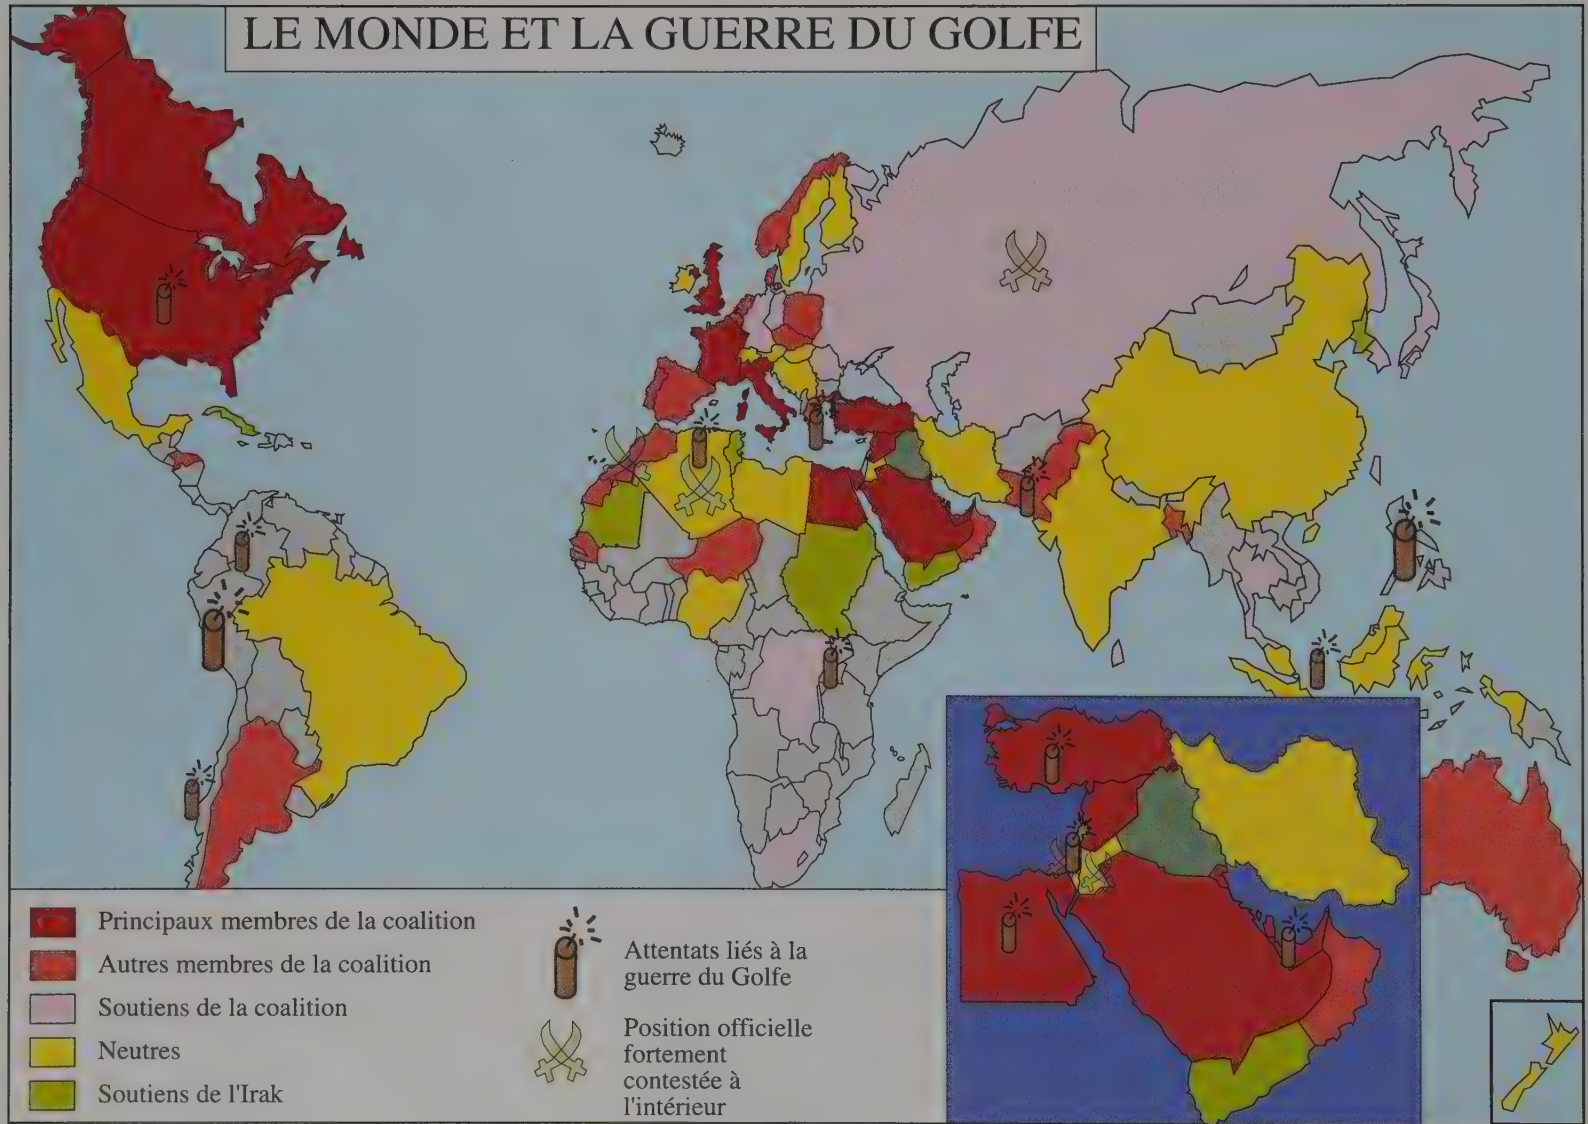 LE MONDE ET LA GUERRE DU GOLFE
Principaux membres de la coalition
Autres membres de la coalition
Soutiens de la coalition
Neutres
Soutiens de l'Irak
Attentats liés à la
guerre du Golfe
Position officielle
fortement
contestée à
l'intérieur